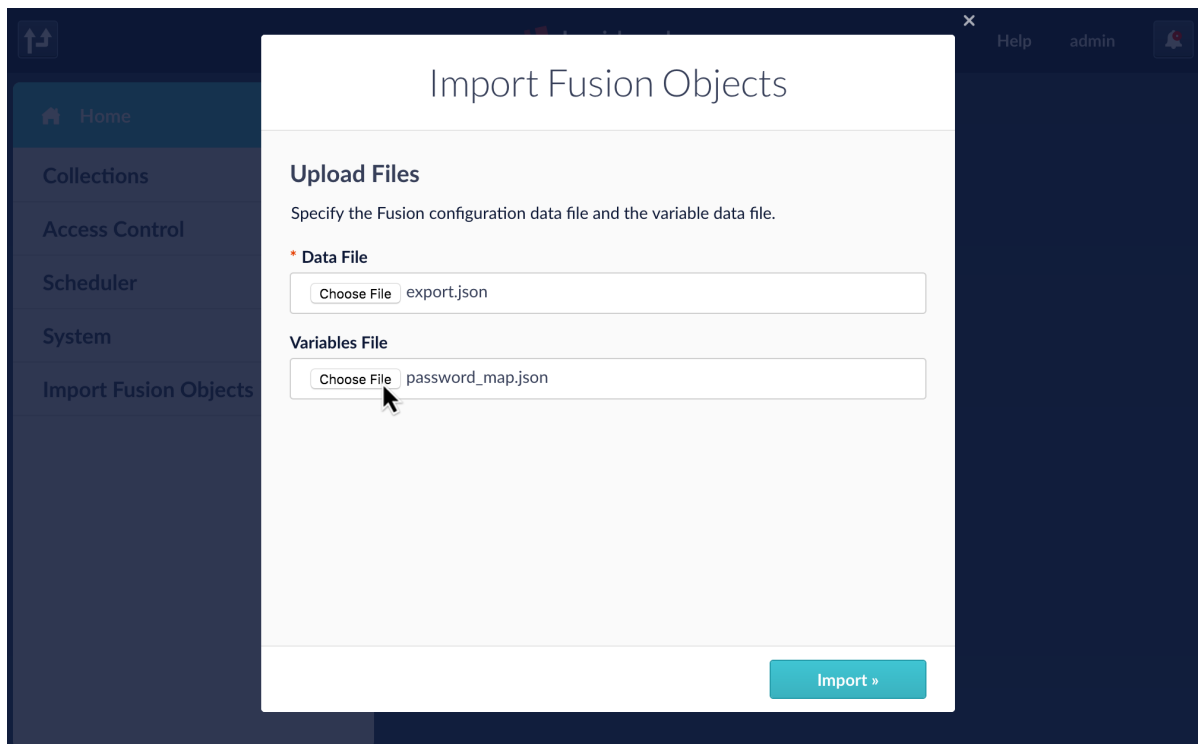 ×
Help admin
Import Fusion Objects
Home
Collections
Access Control
Scheduler
System
Import Fusion Objects
Upload Files
Specify the Fusion configuration data file and the variable data file.
* Data File
Choose File export.json
Variables File
Choose File password_map.json
Import »